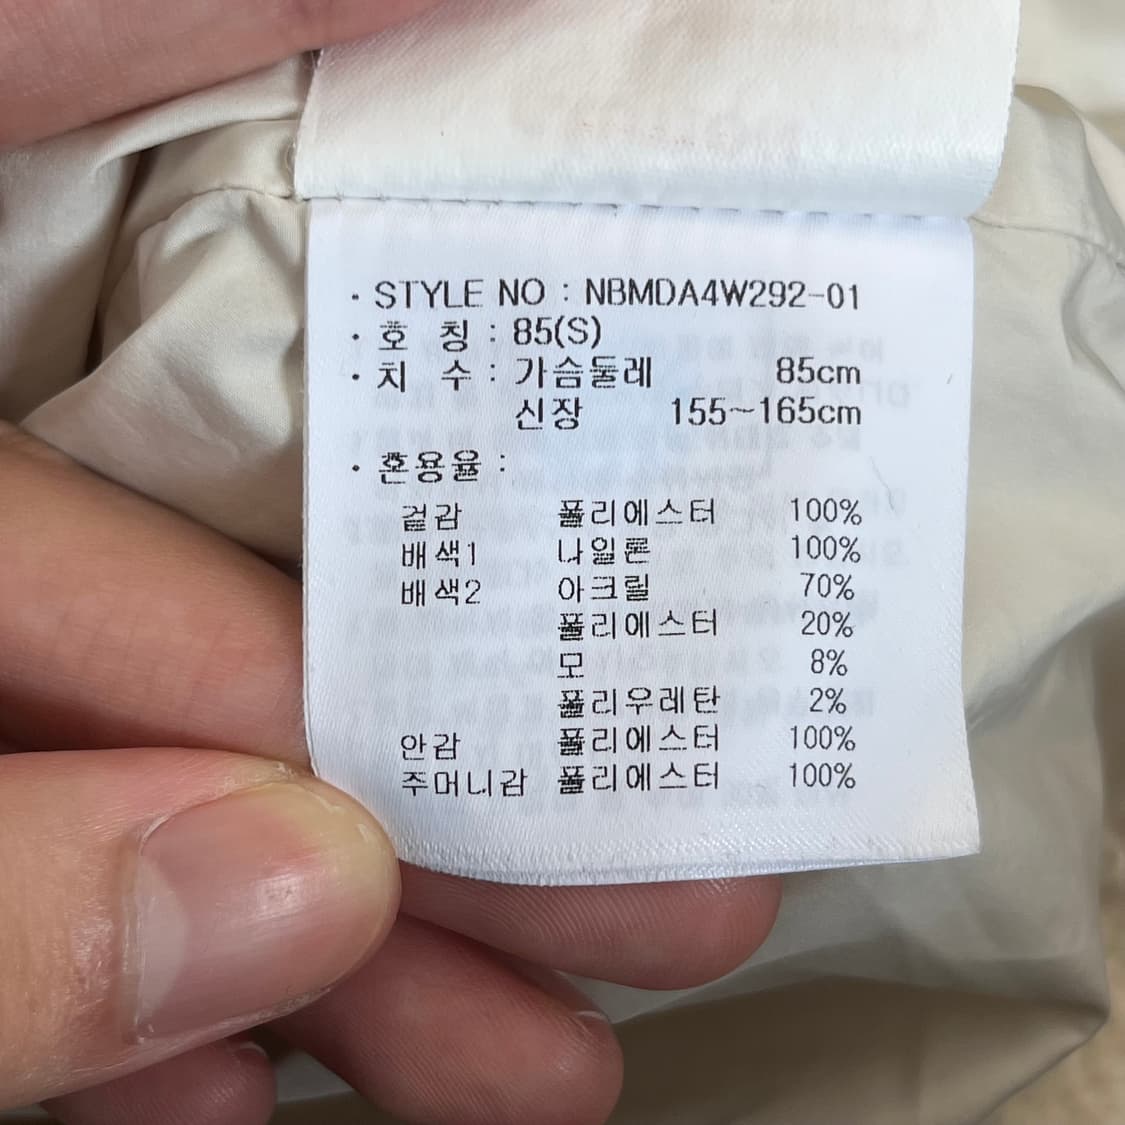 · STYLE NO : NBMDA4W292-01
· 호 칭 : 85(S)
· 치 수 : 가슴둘레 85cm
신장 155~165cm
· 혼용율 :
겉감 폴리에스터 100%
배색1 나일론 100%
배색2 아크릴 70%
폴리에스터 20%
모 8%
폴리우레탄 2%
안감 폴리에스터 100%
주머니감 폴리에스터 100%